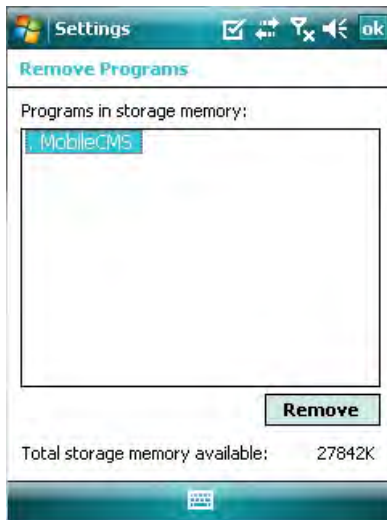 Settings
ok
Remove Programs
Programs in storage memory:
. MobileCMS
Remove
Total storage memory available: 27842K